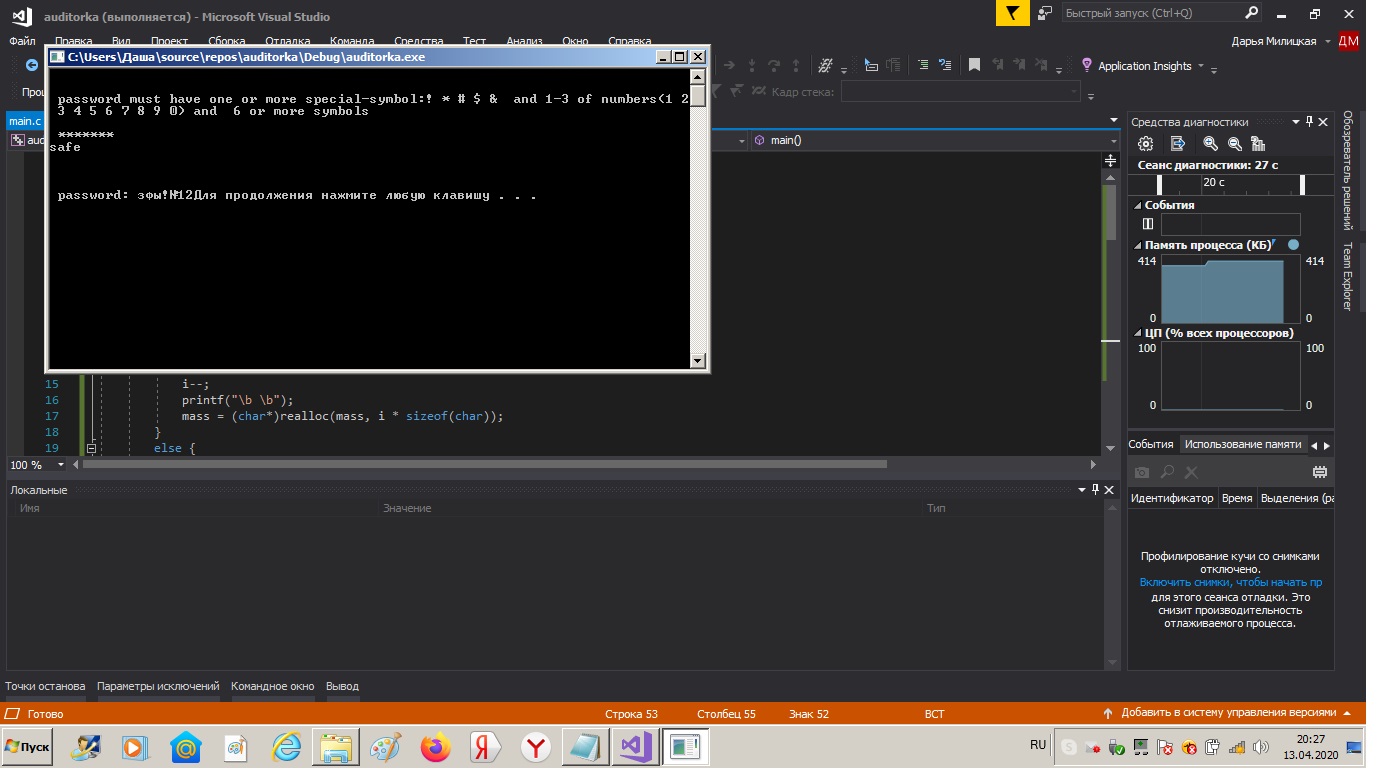 auditorka (выполняется) - Microsoft Visual Studio
Быстрый запуск (Ctrl+Q)
Файл Правка Вид Проект Сборка Отладка Команда Средства Тест Анализ Окно Справка
Дарья Милицкая ДМ
C:\Users\Даша\source\repos\auditorka\Debug\auditorka.exe
Application Insights
Кадр стека:
password must have one or more special-symbol:! * # $ &  and 1-3 of numbers(1 2
3 4 5 6 7 8 9 0) and  6 or more symbols
*******
safe
password: зфы!№12Для продолжения нажмите любую клавишу . . .
main.c
main()
15 i--;
16 printf("\b \b");
17 mass = (char*)realloc(mass, i * sizeof(char));
18 }
19 else {
100 %
Локальные
Имя Значение Тип
Средства диагностики
Сеанс диагностики: 27 с
20 с
События
Память процесса (КБ)
414 414
0 0
ЦП (% всех процессоров)
100 100
0 0
События Использование памяти
Идентификатор Время Выделения (ра
Профилирование кучи со снимками
отключено.
Включить снимки, чтобы начать пр
для этого сеанса отладки. Это
снизит производительность
отлаживаемого процесса.
Обозреватель решений
Team Explorer
Точки останова Параметры исключений Командное окно Вывод
Готово Строка 53 Столбец 55 Знак 52 ВСТ Добавить в систему управления версиями
Пуск
RU
20:27
13.04.2020